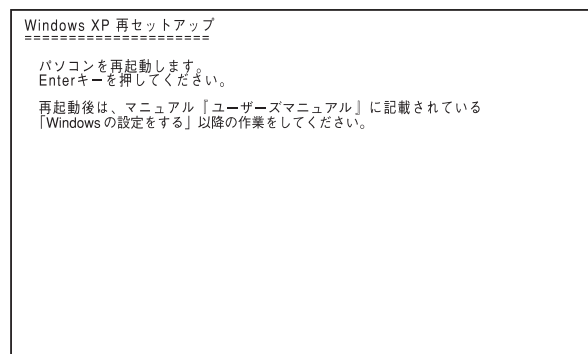 Windows XP 再セットアップ
======================
パソコンを再起動します。
Enterキーを押してください。
再起動後は、マニュアル『ユーザーズマニュアル』に記載されている
「Windowsの設定をする」以降の作業をしてください。